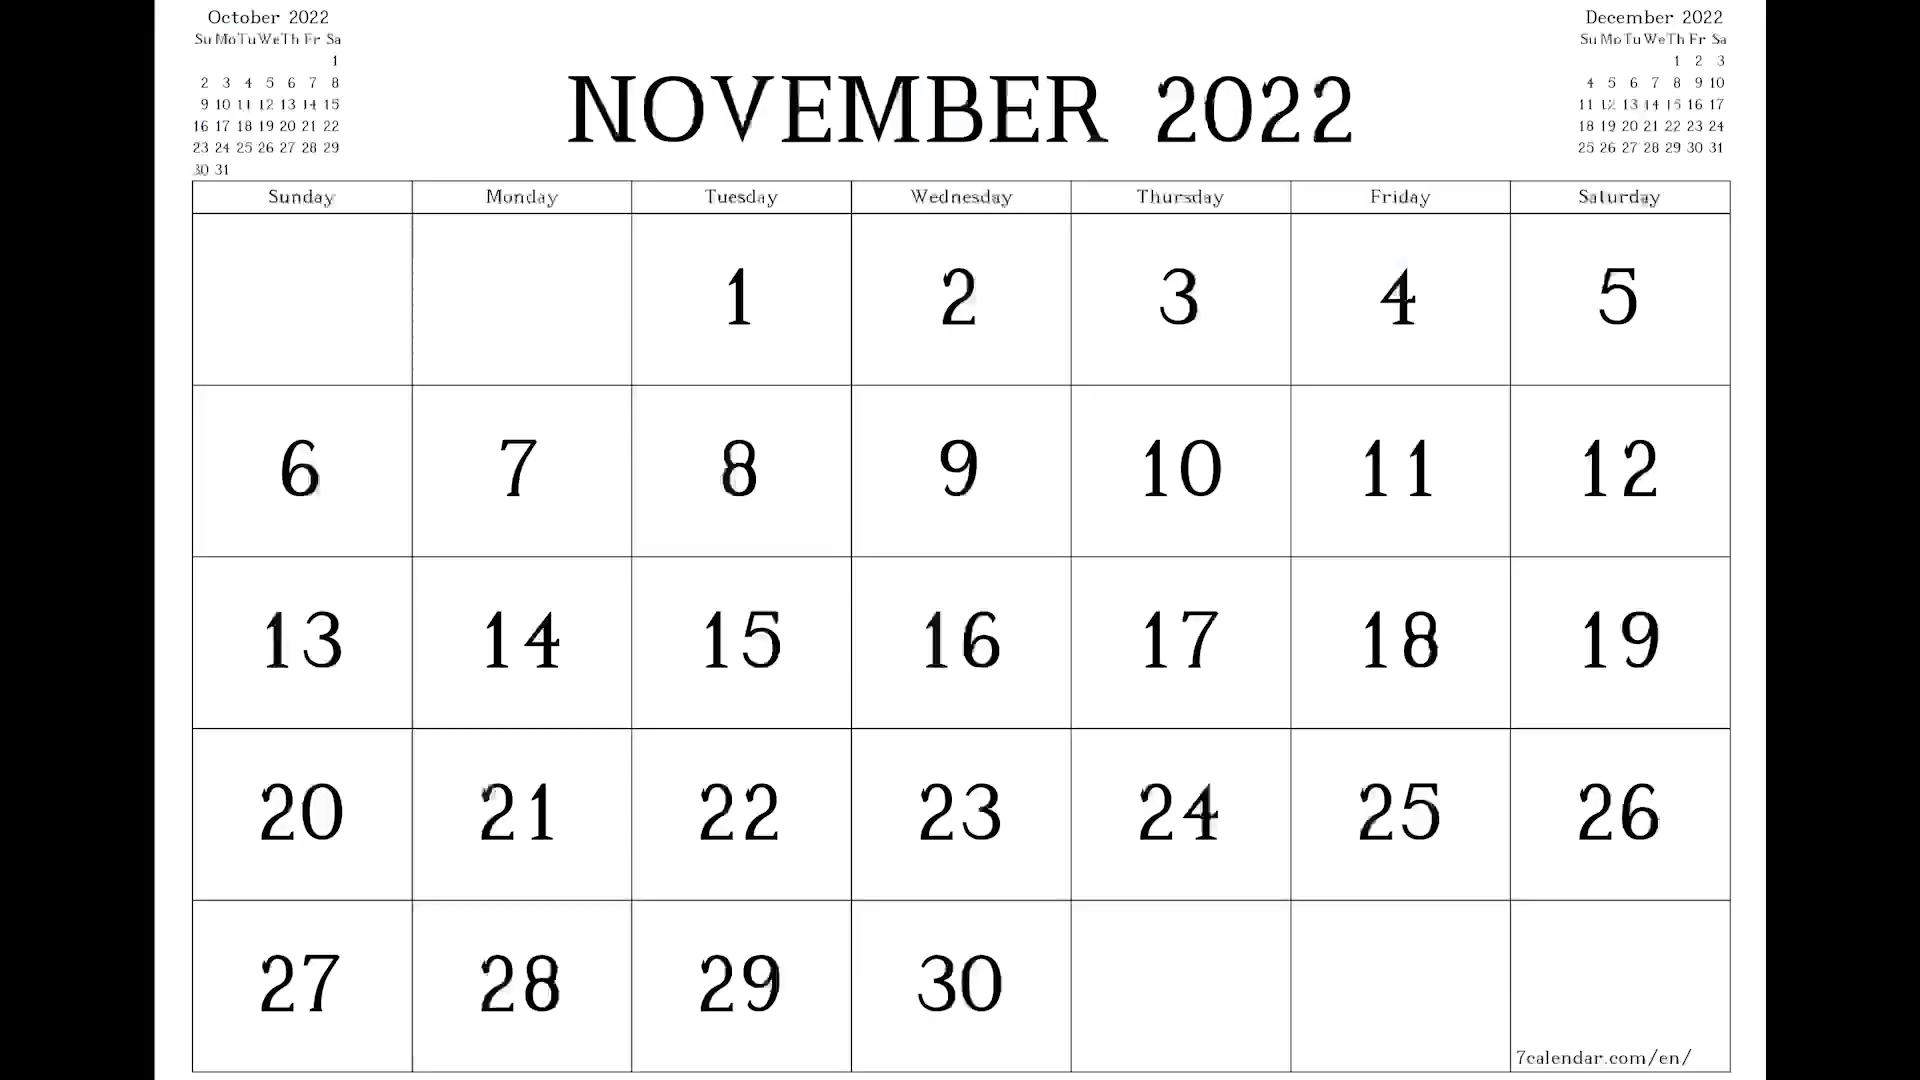 October 2022
Su Mo Tu We Th Fr Sa
1
2 3 4 5 6 7 8
9 10 11 12 13 14 15
16 17 18 19 20 21 22
23 24 25 26 27 28 29
30 31
NOVEMBER 2022
December 2022
Su Mo Tu We Th Fr Sa
1 2 3
4 5 6 7 8 9 10
11 12 13 14 15 16 17
18 19 20 21 22 23 24
25 26 27 28 29 30 31
Sunday Monday Tuesday Wednesday Thursday Friday Saturday
1 2 3 4 5
6 7 8 9 10 11 12
13 14 15 16 17 18 19
20 21 22 23 24 25 26
27 28 29 30
7calendar.com/en/